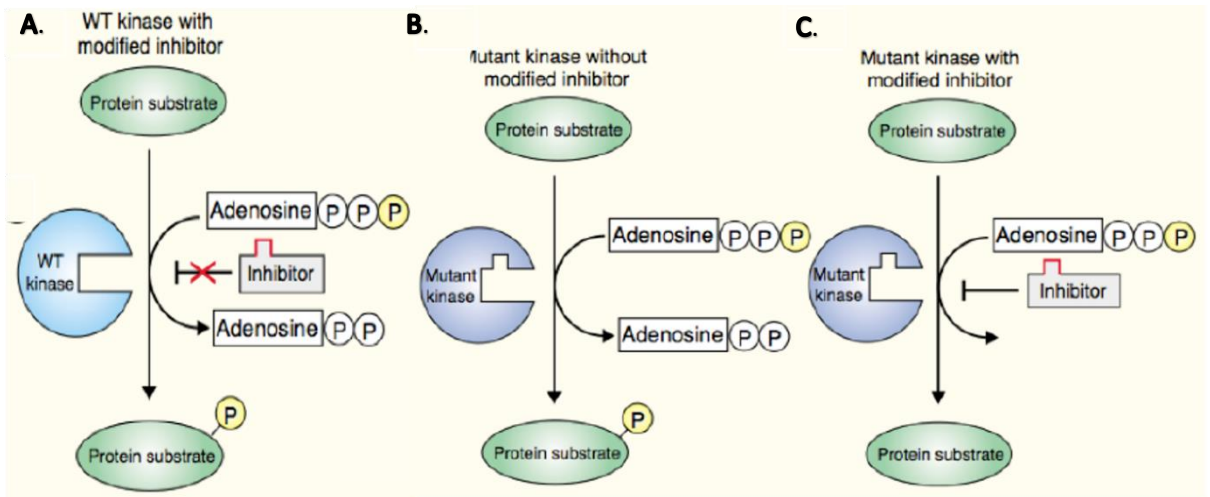 A.
WT kinase with
modified inhibitor
Protein substrate
Adenosine P P P
WT
kinase
Inhibitor
Adenosine P P
P
Protein substrate
B.
kinase without
modified inhibitor
Protein substrate
Adenosine P P P
Mutant
kinase
Adenosine P P
P
Protein substrate
C.
Mutant kinase with
modified inhibitor
Protein substrate
Adenosine P P P
Mutant
kinase
Inhibitor
Protein substrate